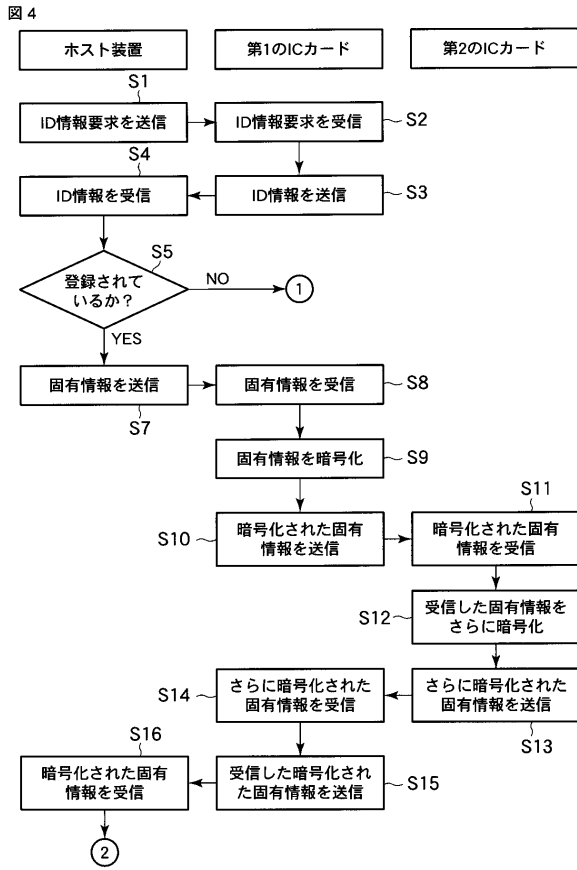 図4
ホスト装置
第1のICカード
第2のICカード
S1
ID情報要求を送信
ID情報要求を受信
S2
S4
ID情報を受信
ID情報を送信
S3
S5
登録されて
いるか?
NO
1
YES
固有情報を送信
固有情報を受信
S8
S7
固有情報を暗号化
S9
S11
S10
暗号化された固有
情報を送信
暗号化された固有
情報を受信
S12
受信した固有情報を
さらに暗号化
S14
さらに暗号化された
固有情報を受信
さらに暗号化された
固有情報を送信
S13
S16
暗号化された固有
情報を受信
受信した暗号化され
た固有情報を送信
S15
2